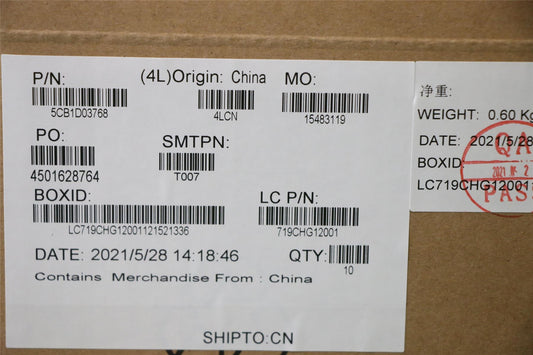 P/N: (4L)Origin: China MO:
5CB1D03768 4LCN 15483119
PO: SMTPN:
4501628764 T007
BOXID: LC P/N:
LC719CHG12001121521336 719CHG12001
DATE: 2021/5/28 14:18:46 QTY:
10
Contains Merchandise From : China
SHIPTO:CN
净重:
WEIGHT: 0.60 Kg
DATE: 2021/5/28
BOXID:
LC719CHG12001
QA
PASS